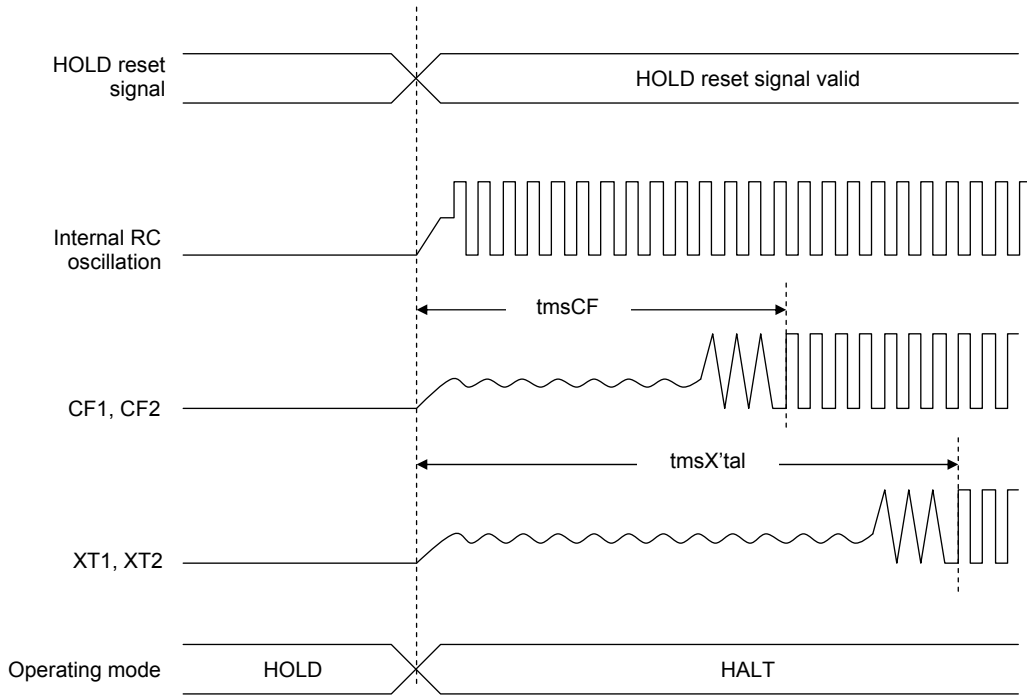 HOLD reset
signal
HOLD reset signal valid
Internal RC
oscillation
tmsCF
CF1, CF2
tmsX'tal
XT1, XT2
Operating mode
HOLD
HALT